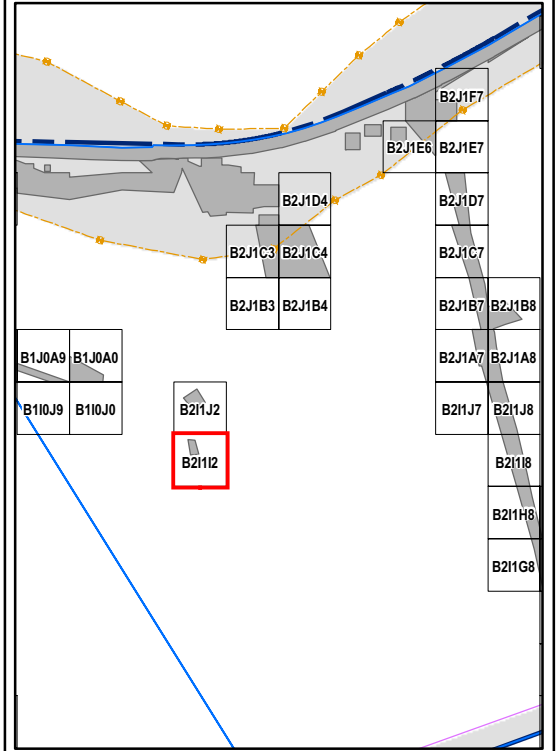 B2J1F7
B2J1E6 B2J1E7
B2J1D4 B2J1D7
B2J1C3 B2J1C4 B2J1C7
B2J1B3 B2J1B4 B2J1B7 B2J1B8
B1J0A9 B1J0A0 B2J1A7 B2J1A8
B1I0J9 B1I0J0 B2I1J2 B2I1J7 B2I1J8
B2I1I2 B2I1I8
B2I1H8
B2I1G8